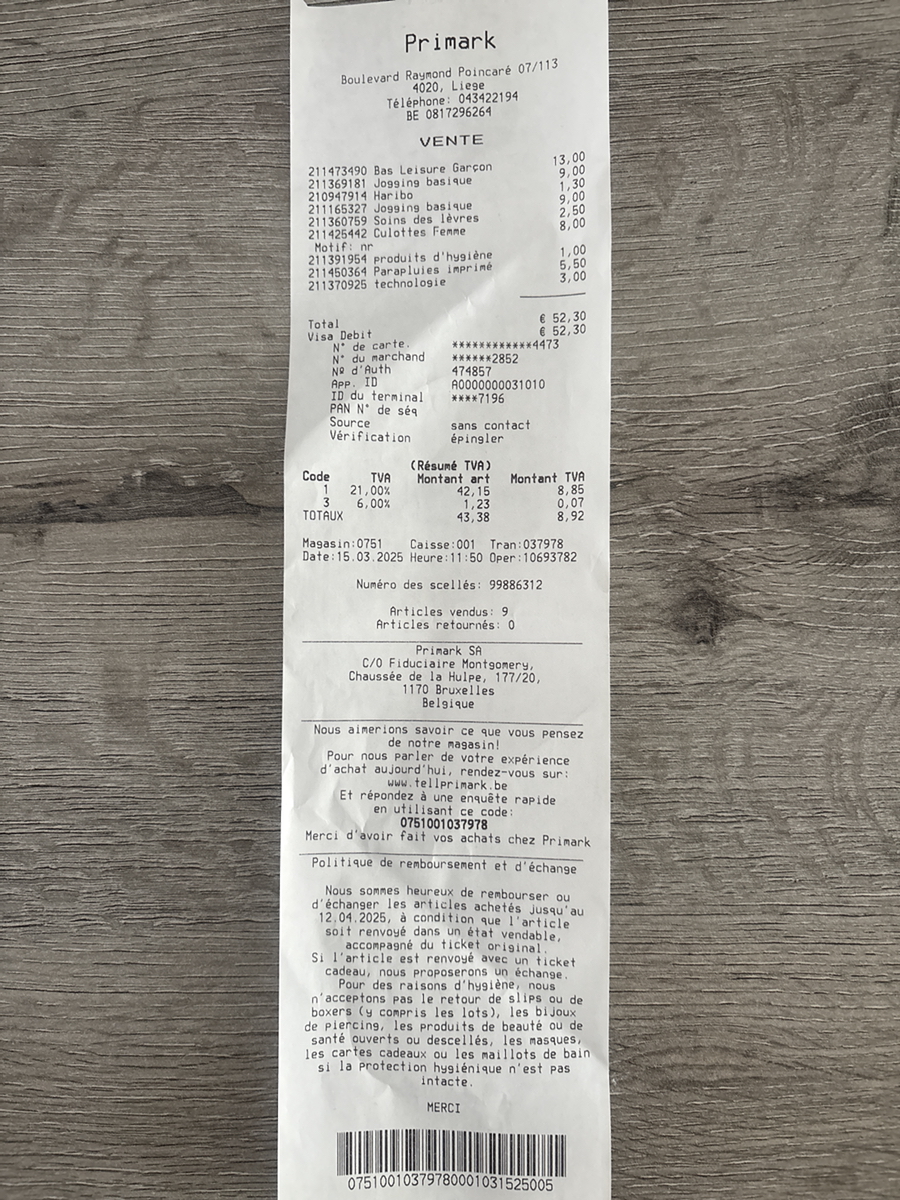 Primark
Boulevard Raymond Poincaré 07/113
4020, Liege
Téléphone: 043422194
BE 0817296264
VENTE
211473490 Bas Leisure Garçon 13,00
211369181 Jogging basique 9,00
210947914 Haribo 1,30
211165327 Jogging basique 9,00
211360759 Soins des lèvres 2,50
211425442 Culottes Femme 8,00
Motif: nr
211391954 produits d'hygiène 1,00
211450364 Parapluies imprimé 5,50
211370925 technologie 3,00
Total € 52,30
Visa Debit € 52,30
N° de carte. ************4473
N° du marchand ******2852
Nº d'Auth 474857
App. ID A0000000031010
ID du terminal ****7196
PAN N° de séq
Source sans contact
Vérification épingler
(Résumé TVA)
Code TVA Montant art Montant TVA
1 21,00% 42,15 8,85
3 6,00% 1,23 0,07
TOTAUX 43,38 8,92
Magasin:0751 Caisse:001 Tran:037978
Date:15.03.2025 Heure:11:50 Oper:10693782
Numéro des scellés: 99886312
Articles vendus: 9
Articles retournés: 0
Primark SA
C/O Fiduciaire Montgomery,
Chaussée de la Hulpe, 177/20,
1170 Bruxelles
Belgique
Nous aimerions savoir ce que vous pensez
de notre magasin!
Pour nous parler de votre expérience
d'achat aujourd'hui, rendez-vous sur:
www.tellprimark.be
Et répondez à une enquête rapide
en utilisant ce code:
0751001037978
Merci d'avoir fait vos achats chez Primark
Politique de remboursement et d'échange
Nous sommes heureux de rembourser ou
d'échanger les articles achetés jusqu'au
12.04.2025, à condition que l'article
soit renvoyé dans un état vendable,
accompagné du ticket original.
Si l'article est renvoyé avec un ticket
cadeau, nous proposerons un échange.
Pour des raisons d'hygiène, nous
n'acceptons pas le retour de slips ou de
boxers (y compris les lots), les bijoux
de piercing, les produits de beauté ou de
santé ouverts ou descellés, les masques,
les cartes cadeaux ou les maillots de bain
si la protection hygiénique n'est pas
intacte.
MERCI
07510010379780001031525005